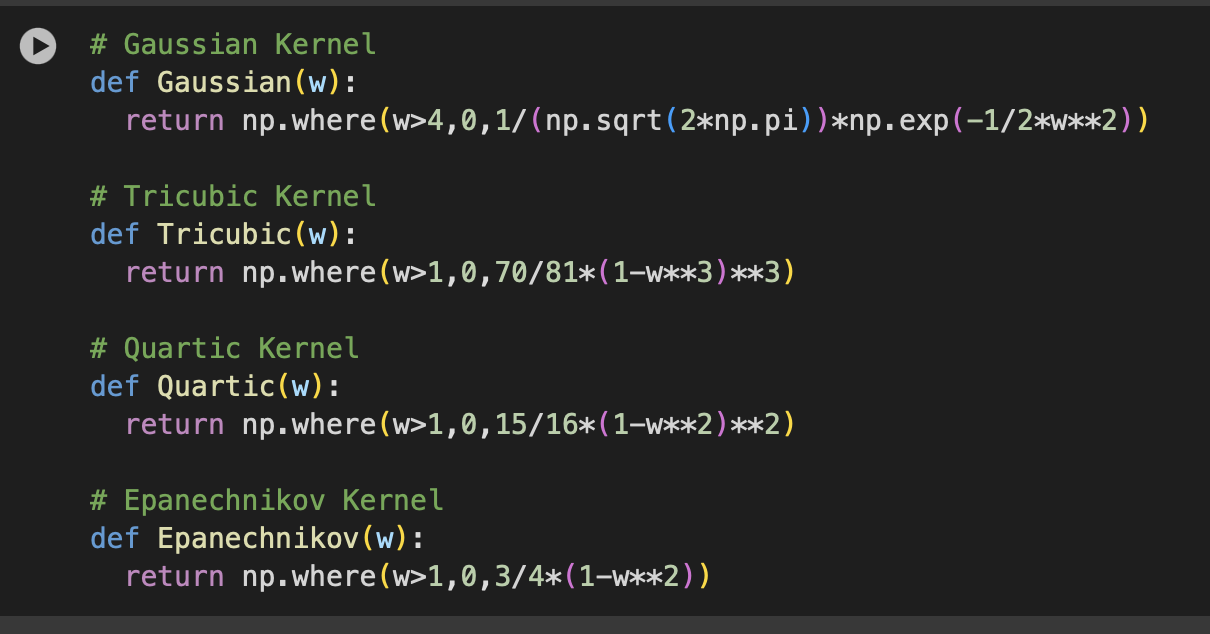 # Gaussian Kernel
def Gaussian(w):
  return np.where(w>4,0,1/(np.sqrt(2*np.pi))*np.exp(-1/2*w**2))

# Tricubic Kernel
def Tricubic(w):
  return np.where(w>1,0,70/81*(1-w**3)**3)

# Quartic Kernel
def Quartic(w):
  return np.where(w>1,0,15/16*(1-w**2)**2)

# Epanechnikov Kernel
def Epanechnikov(w):
  return np.where(w>1,0,3/4*(1-w**2))